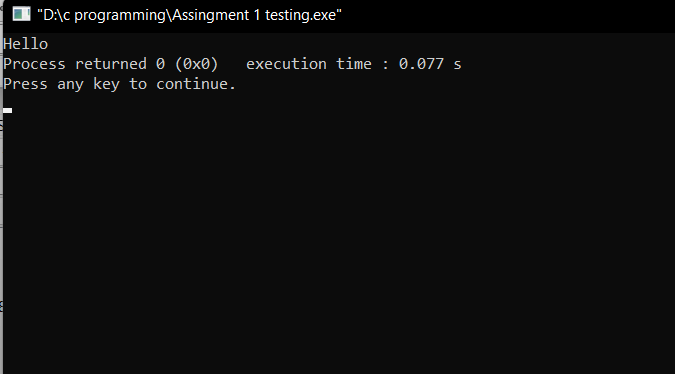 "D:\c programming\Assingment 1 testing.exe"
Hello
Process returned 0 (0x0)   execution time : 0.077 s
Press any key to continue.